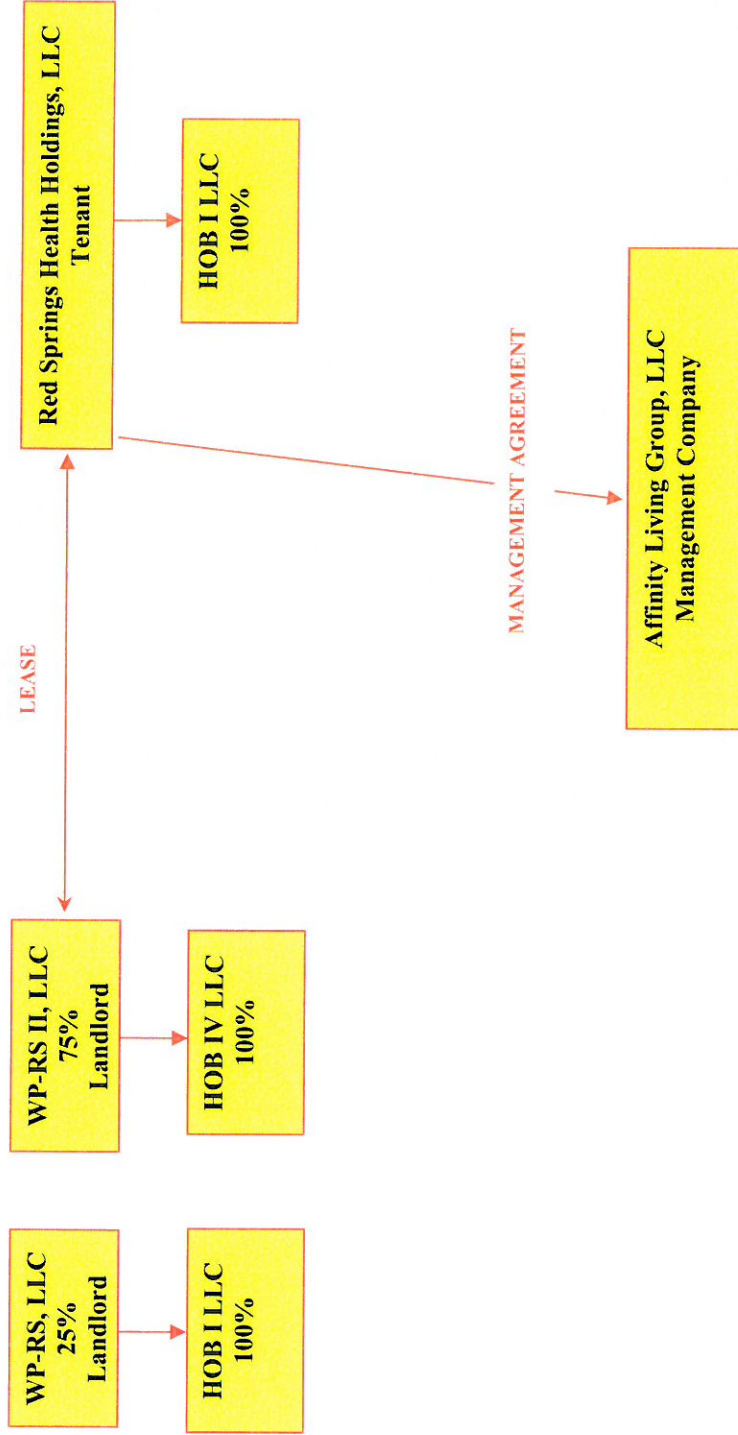 WP-RS, LLC
25%
Landlord
HOB I LLC
100%
WP-RS II, LLC
75%
Landlord
HOB IV LLC
100%
LEASE
Red Springs Health Holdings, LLC
Tenant
HOB I LLC
100%
MANAGEMENT AGREEMENT
Affinity Living Group, LLC
Management Company